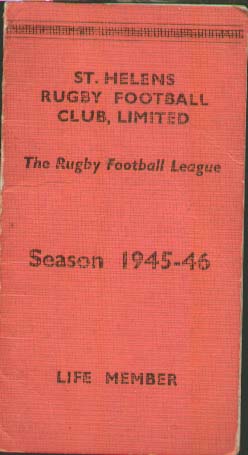 ST. HELENS
RUGBY FOOTBALL
CLUB, LIMITED
The Rugby Football League
Season 1945-46
LIFE MEMBER